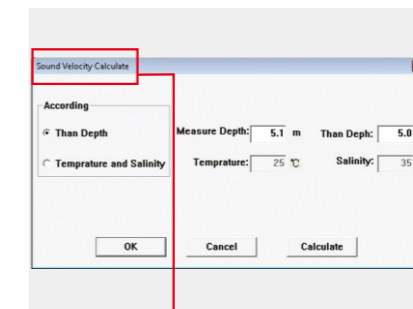 Sound Velocity Calculate
According
Than Depth Measure Depth: 5.1 m Than Deph: 5.0
Temprature and Salinity Temprature: 25 ℃ Salinity: 35
OK Cancel Calculate